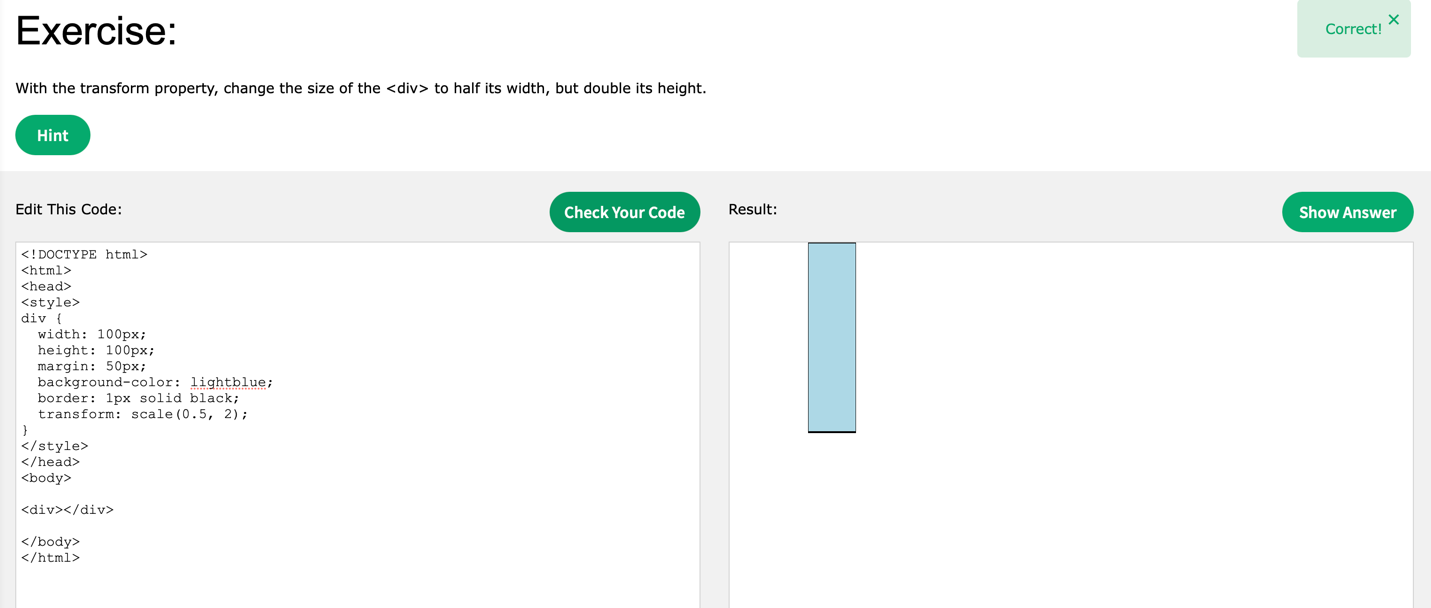 Exercise:
Correct! ×
With the transform property, change the size of the <div> to half its width, but double its height.
Hint
Edit This Code:
Check Your Code
Result:
Show Answer
<!DOCTYPE html>
<html>
<head>
<style>
div {
  width: 100px;
  height: 100px;
  margin: 50px;
  background-color: lightblue;
  border: 1px solid black;
  transform: scale(0.5, 2);
}
</style>
</head>
<body>

<div></div>

</body>
</html>